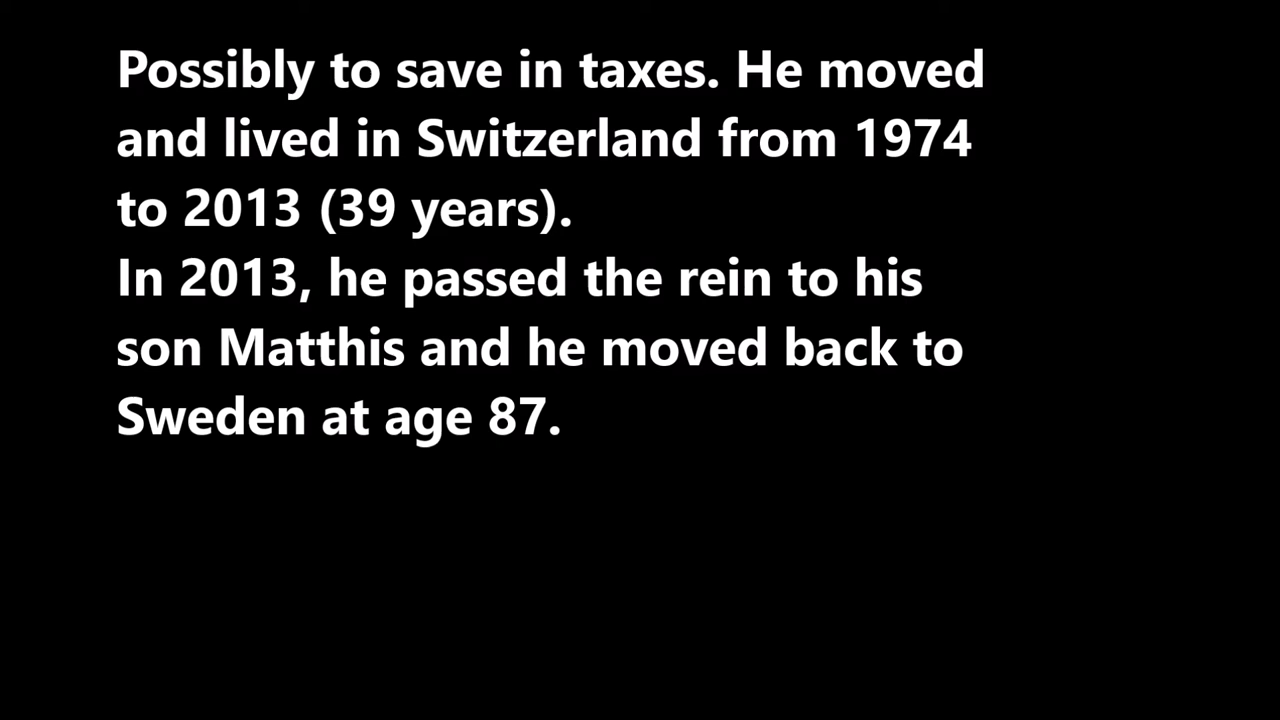 Possibly to save in taxes. He moved
and lived in Switzerland from 1974
to 2013 (39 years).
In 2013, he passed the rein to his
son Matthis and he moved back to
Sweden at age 87.